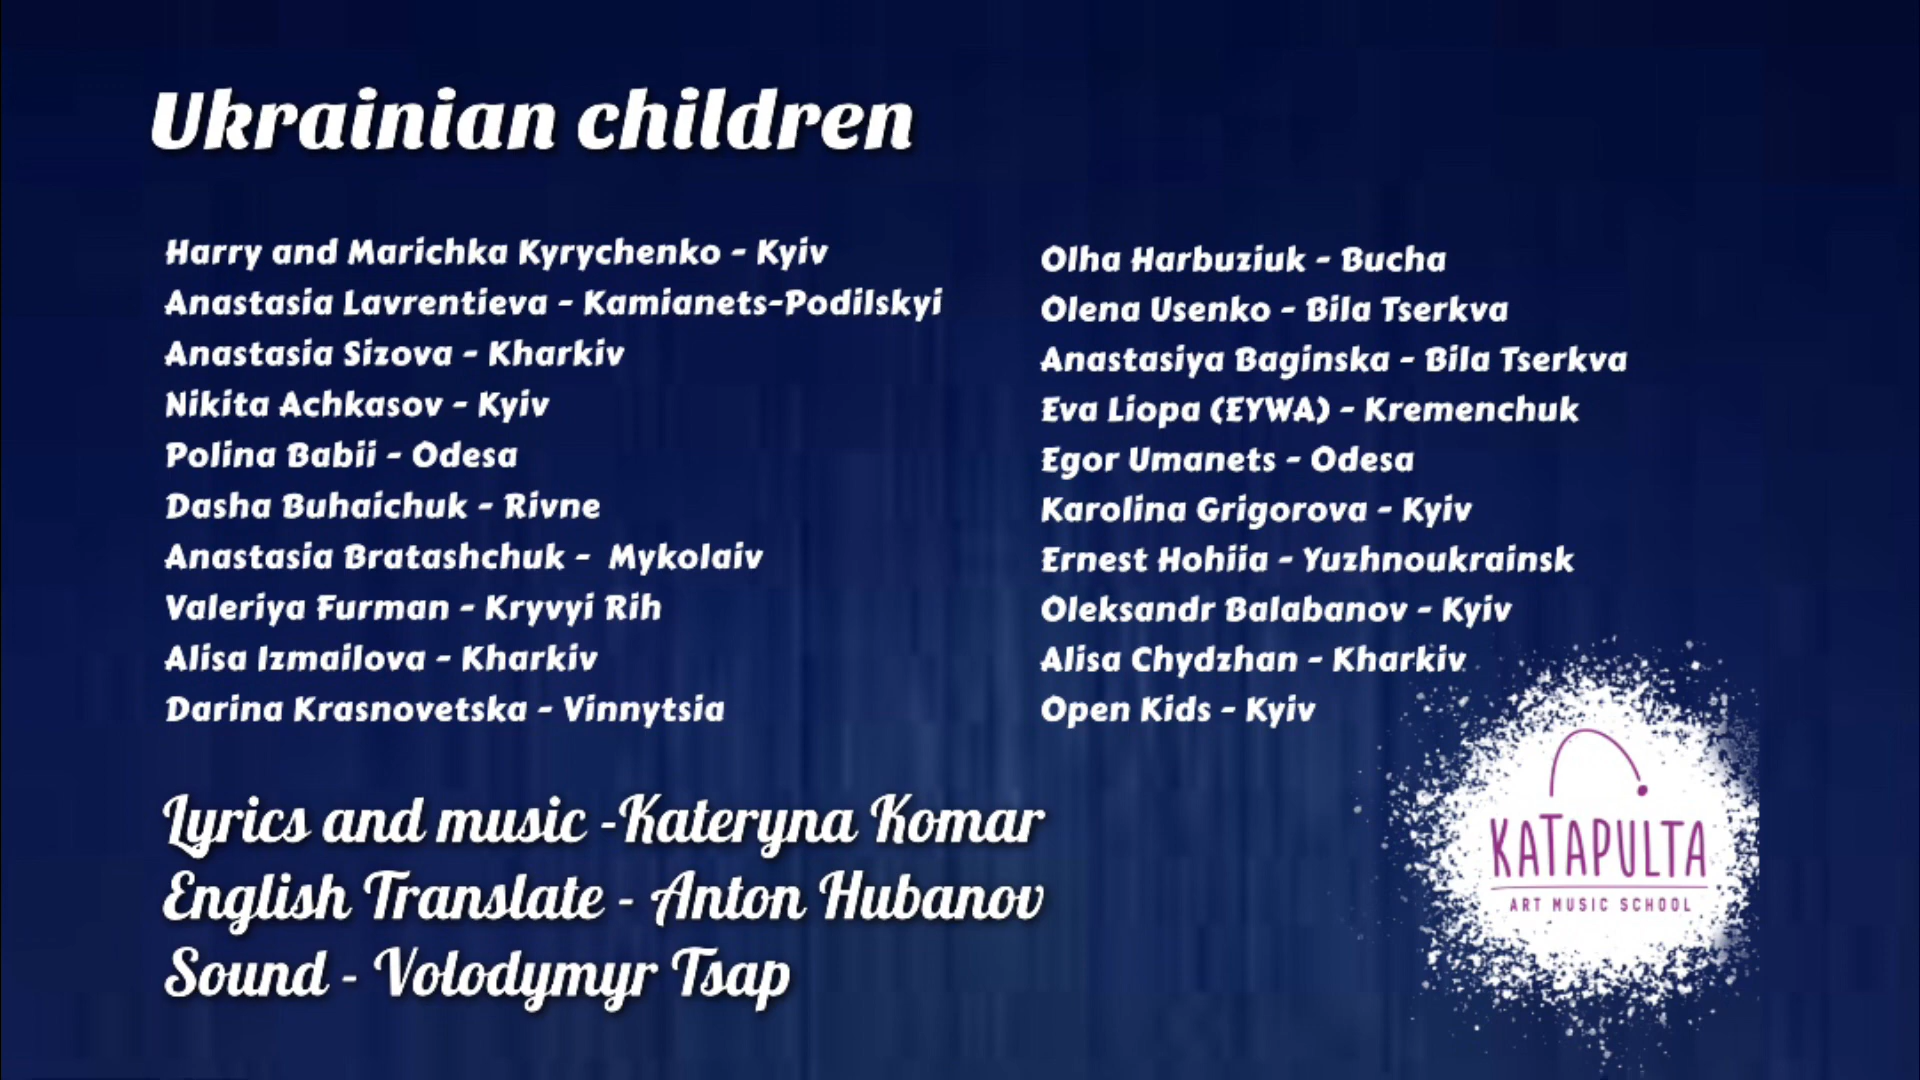 Ukrainian children
Harry and Marichka Kyrychenko - Kyiv
Anastasia Lavrentieva - Kamianets-Podilskyi
Anastasia Sizova - Kharkiv
Nikita Achkasov - Kyiv
Polina Babii - Odesa
Dasha Buhaichuk - Rivne
Anastasia Bratashchuk -  Mykolaiv
Valeriya Furman - Kryvyi Rih
Alisa Izmailova - Kharkiv
Darina Krasnovetska - Vinnytsia
Olha Harbuziuk - Bucha
Olena Usenko - Bila Tserkva
Anastasiya Baginska - Bila Tserkva
Eva Liopa (EYWA) - Kremenchuk
Egor Umanets - Odesa
Karolina Grigorova - Kyiv
Ernest Hohiia - Yuzhnoukrainsk
Oleksandr Balabanov - Kyiv
Alisa Chydzhan - Kharkiv
Open Kids - Kyiv
Lyrics and music -Kateryna Komar
English Translate - Anton Hubanov
Sound - Volodymyr Tsap
KATAPULTA
ART MUSIC SCHOOL